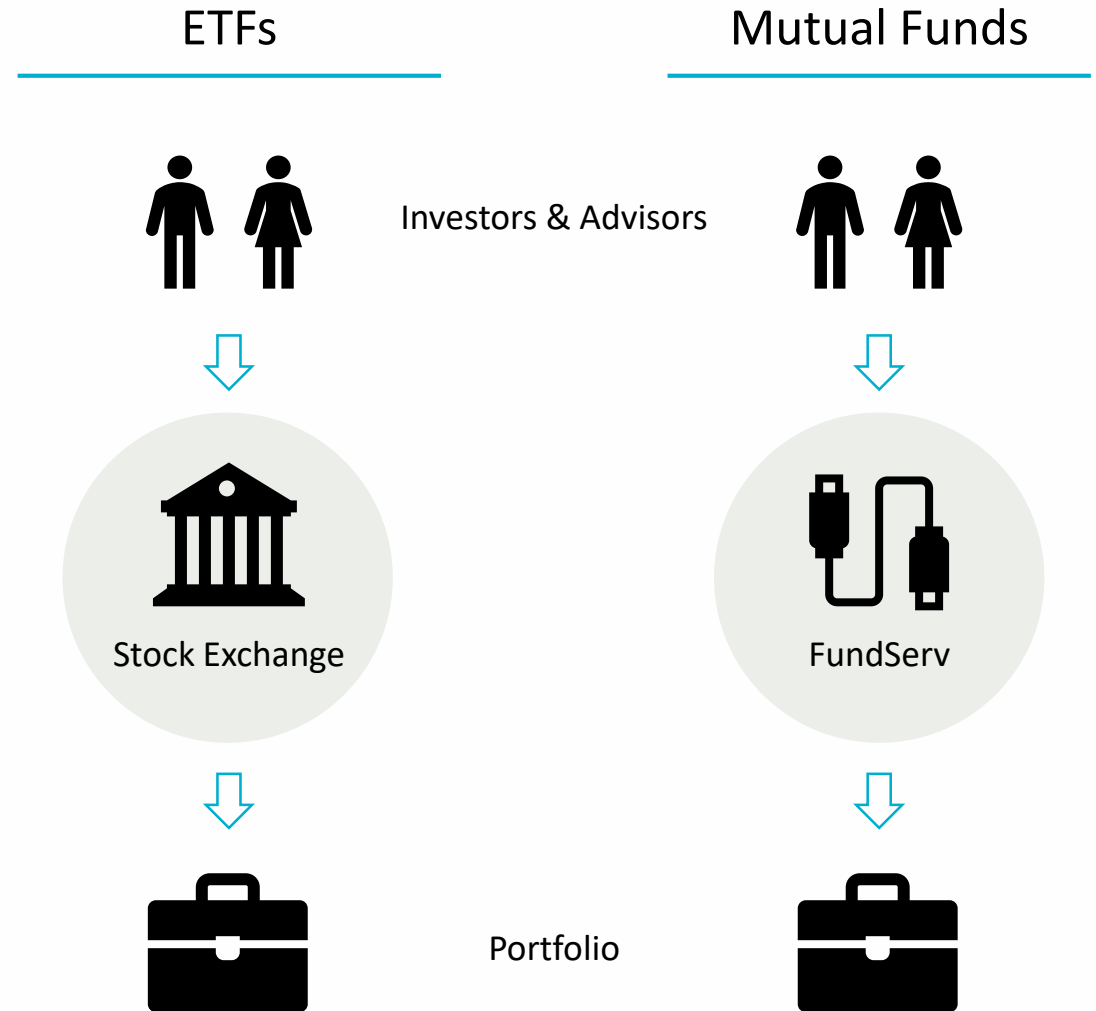 ETFs
Mutual Funds
Investors & Advisors
Stock Exchange
FundServ
Portfolio